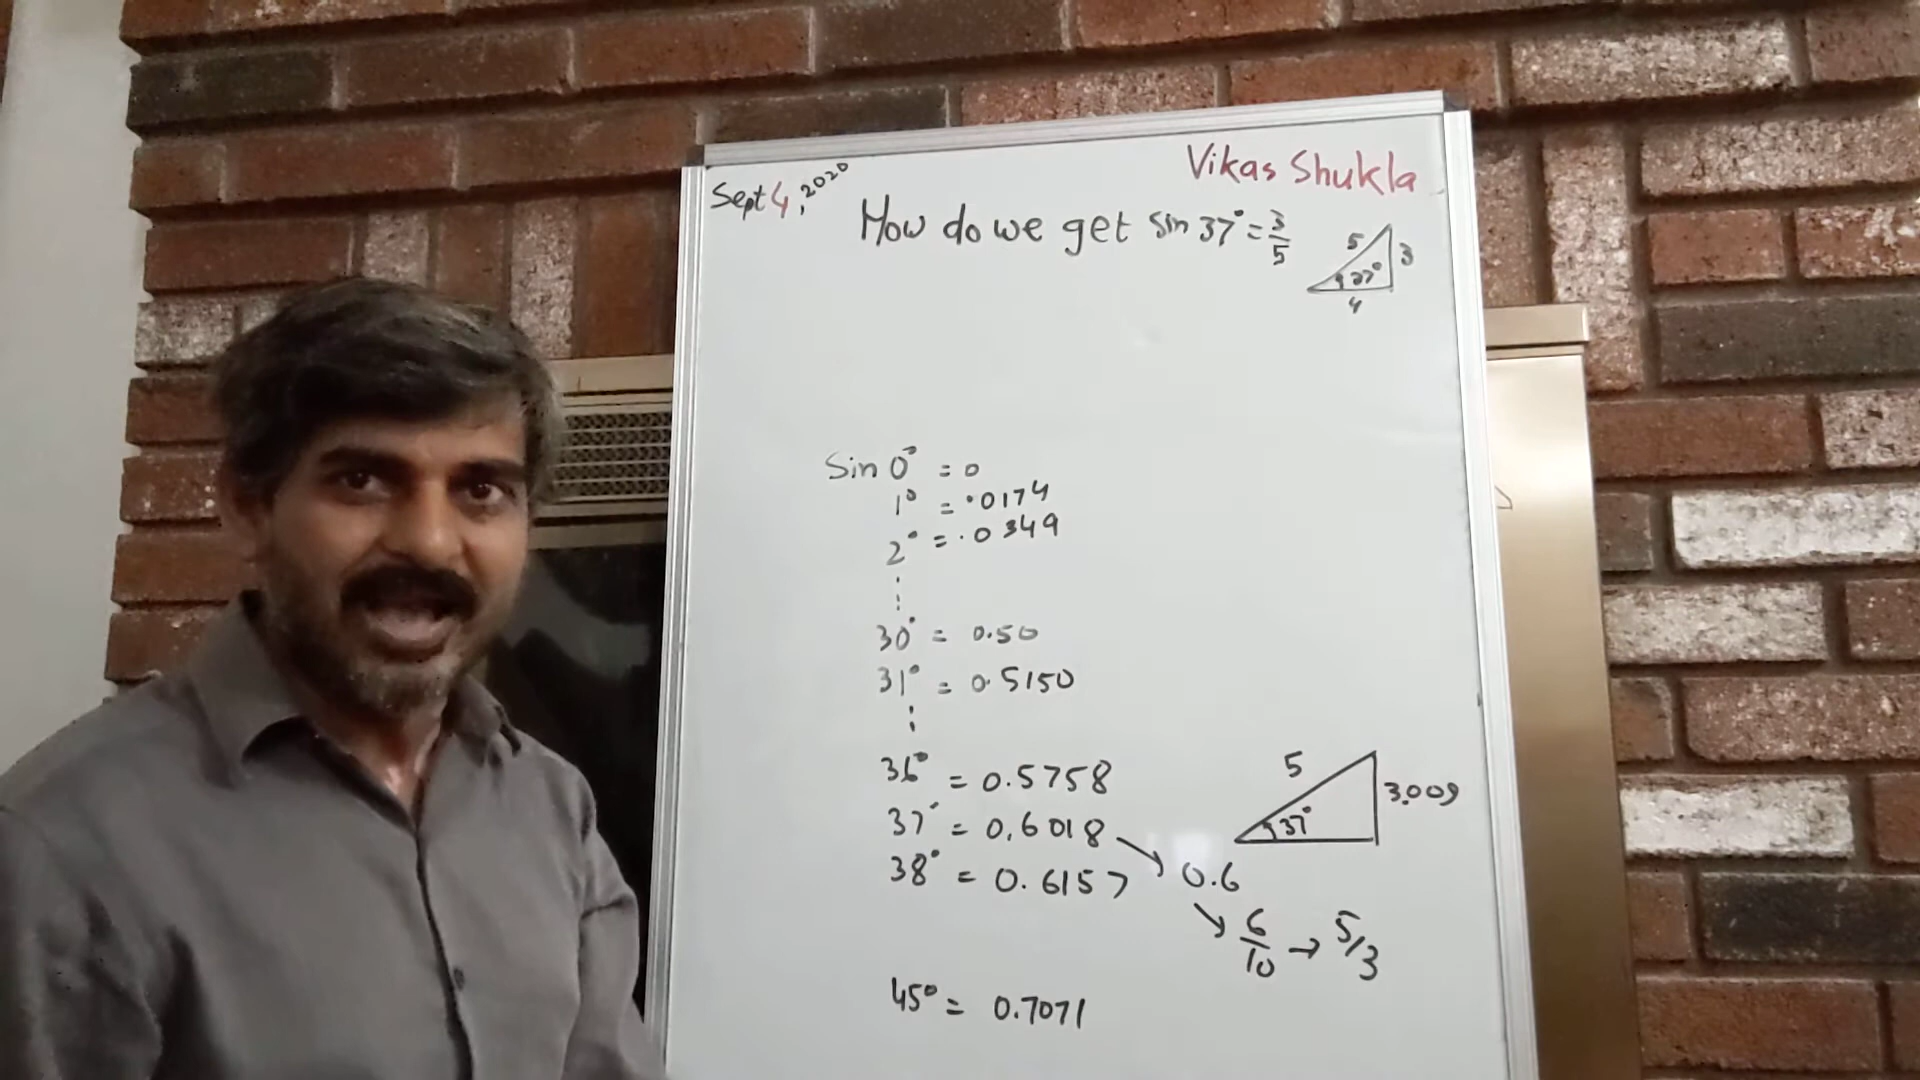 Sept 4, 2020
Vikas Shukla
How do we get sin 37° = 3/5
5
3
37°
4
Sin 0° = 0
1° = .0174
2° = .0349
30° = 0.50
31° = 0.5150
36° = 0.5758
37° = 0.6018
38° = 0.6157
5
3.009
37°
0.6
6/10 → 5/3
45° = 0.7071